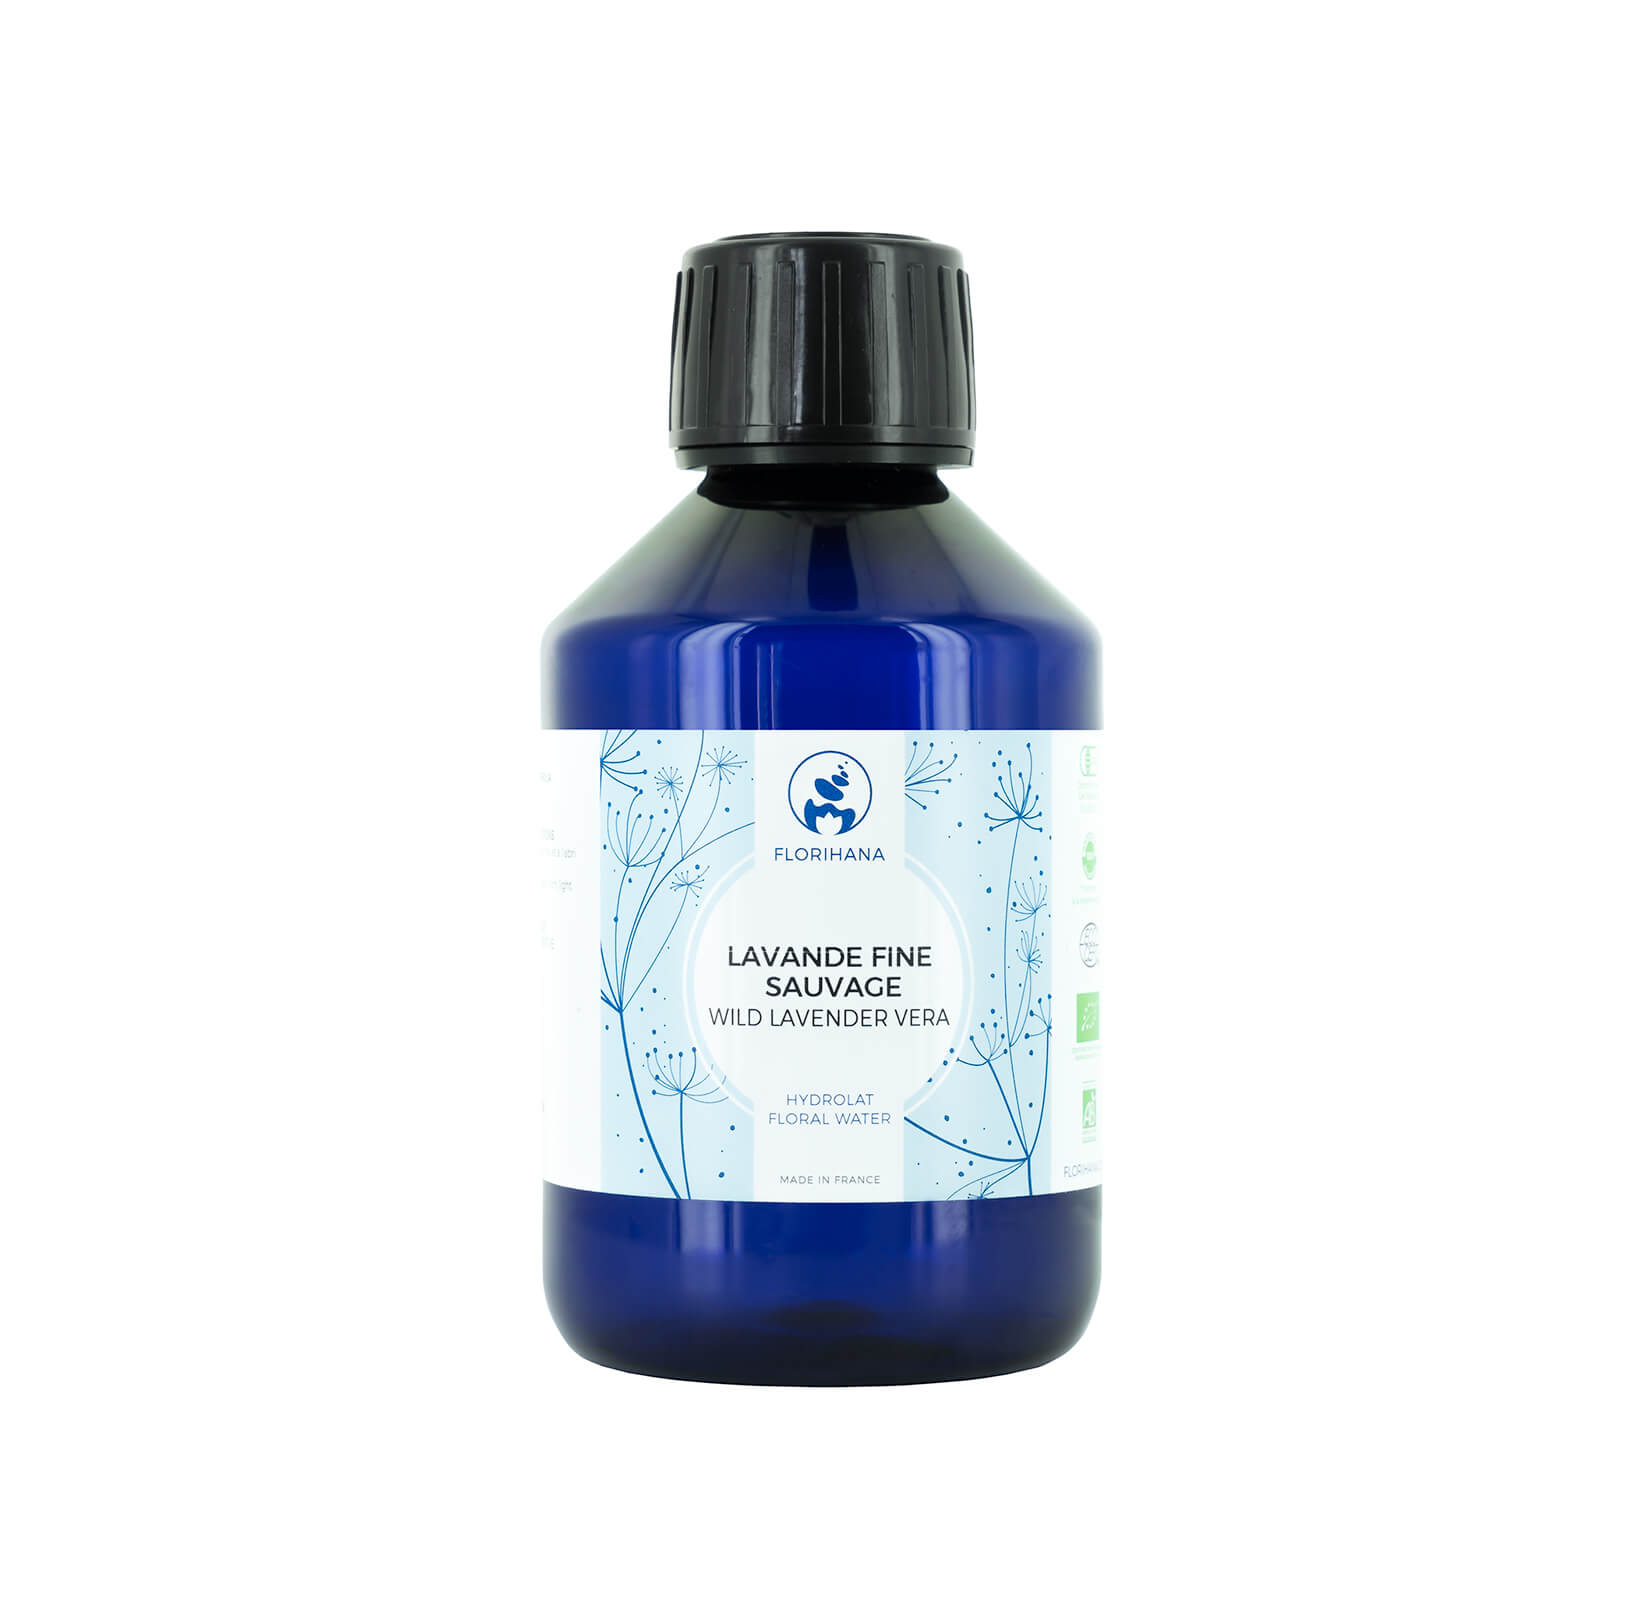 FLORIHANA
LAVANDE FINE
SAUVAGE
WILD LAVENDER VERA
HYDROLAT
FLORAL WATER
MADE IN FRANCE